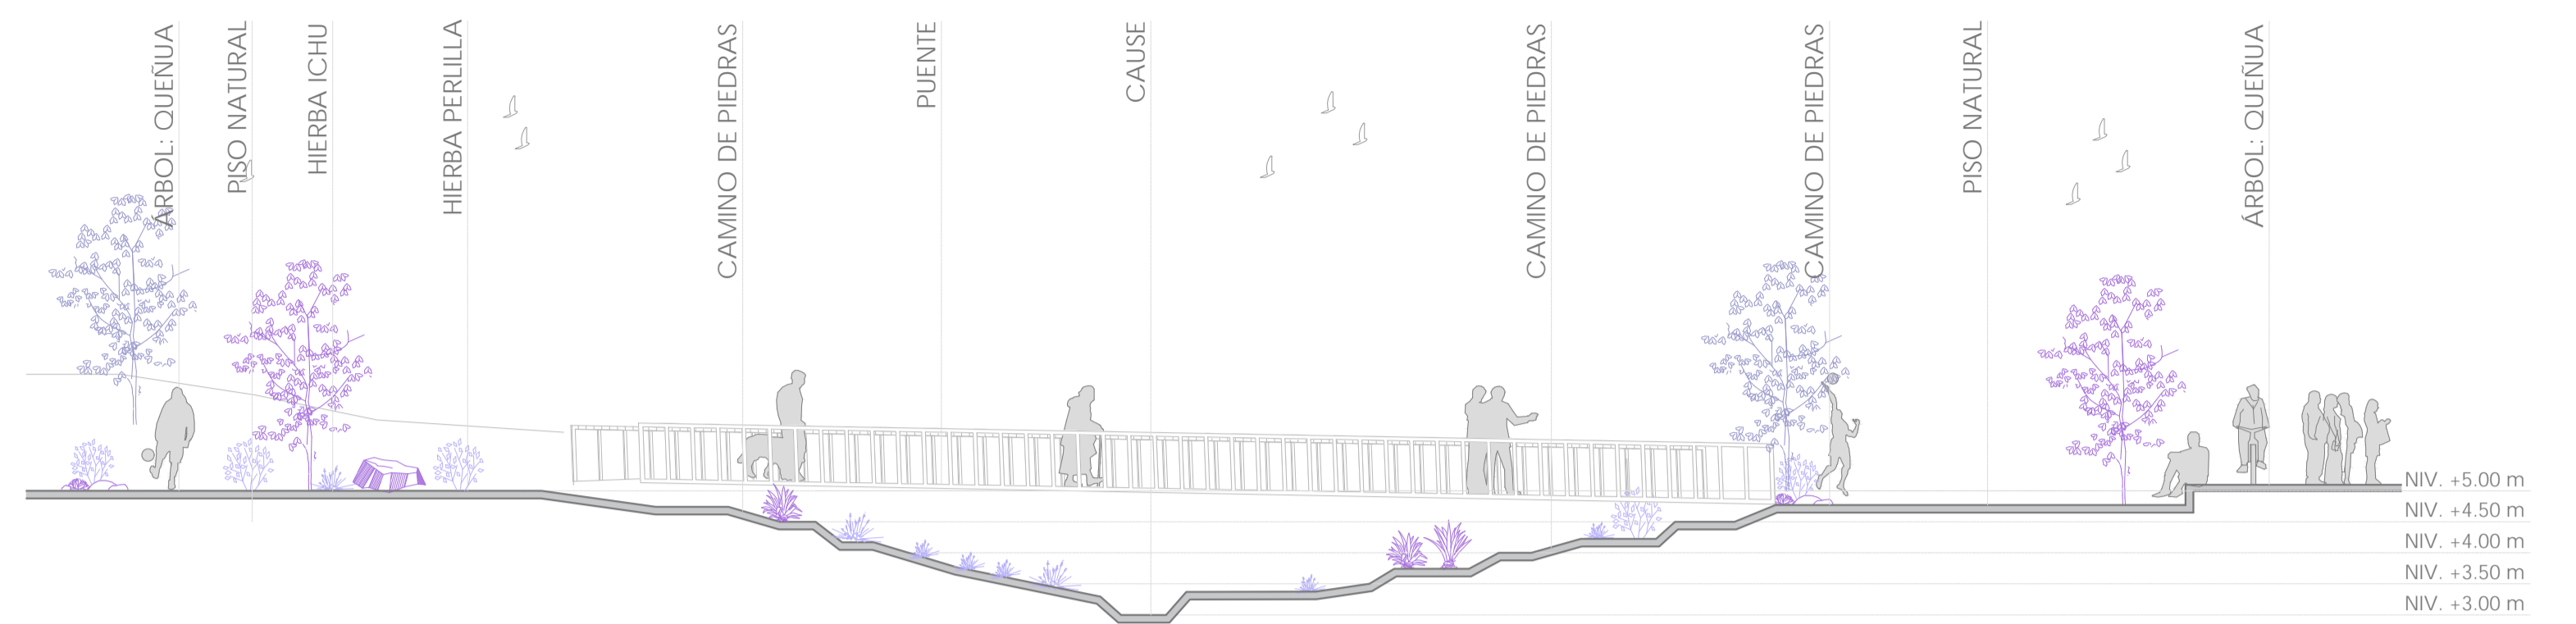 ÁRBOL: QUEÑUA
PISO NATURAL
HIERBA ICHU
HIERBA PERLILLA
CAMINO DE PIEDRAS
PUENTE
CAUSE
CAMINO DE PIEDRAS
CAMINO DE PIEDRAS
PISO NATURAL
ÁRBOL: QUEÑUA
NIV. +5.00 m
NIV. +4.50 m
NIV. +4.00 m
NIV. +3.50 m
NIV. +3.00 m